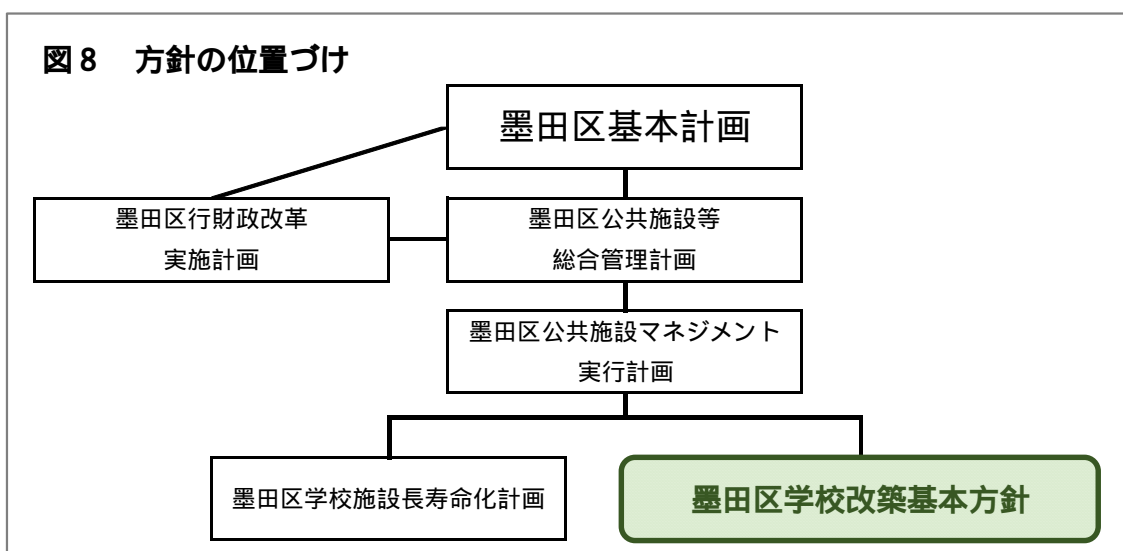 図8 方針の位置づけ
墨田区基本計画
墨田区行財政改革
実施計画
墨田区公共施設等
総合管理計画
墨田区公共施設マネジメント
実行計画
墨田区学校施設長寿命化計画
墨田区学校改築基本方針